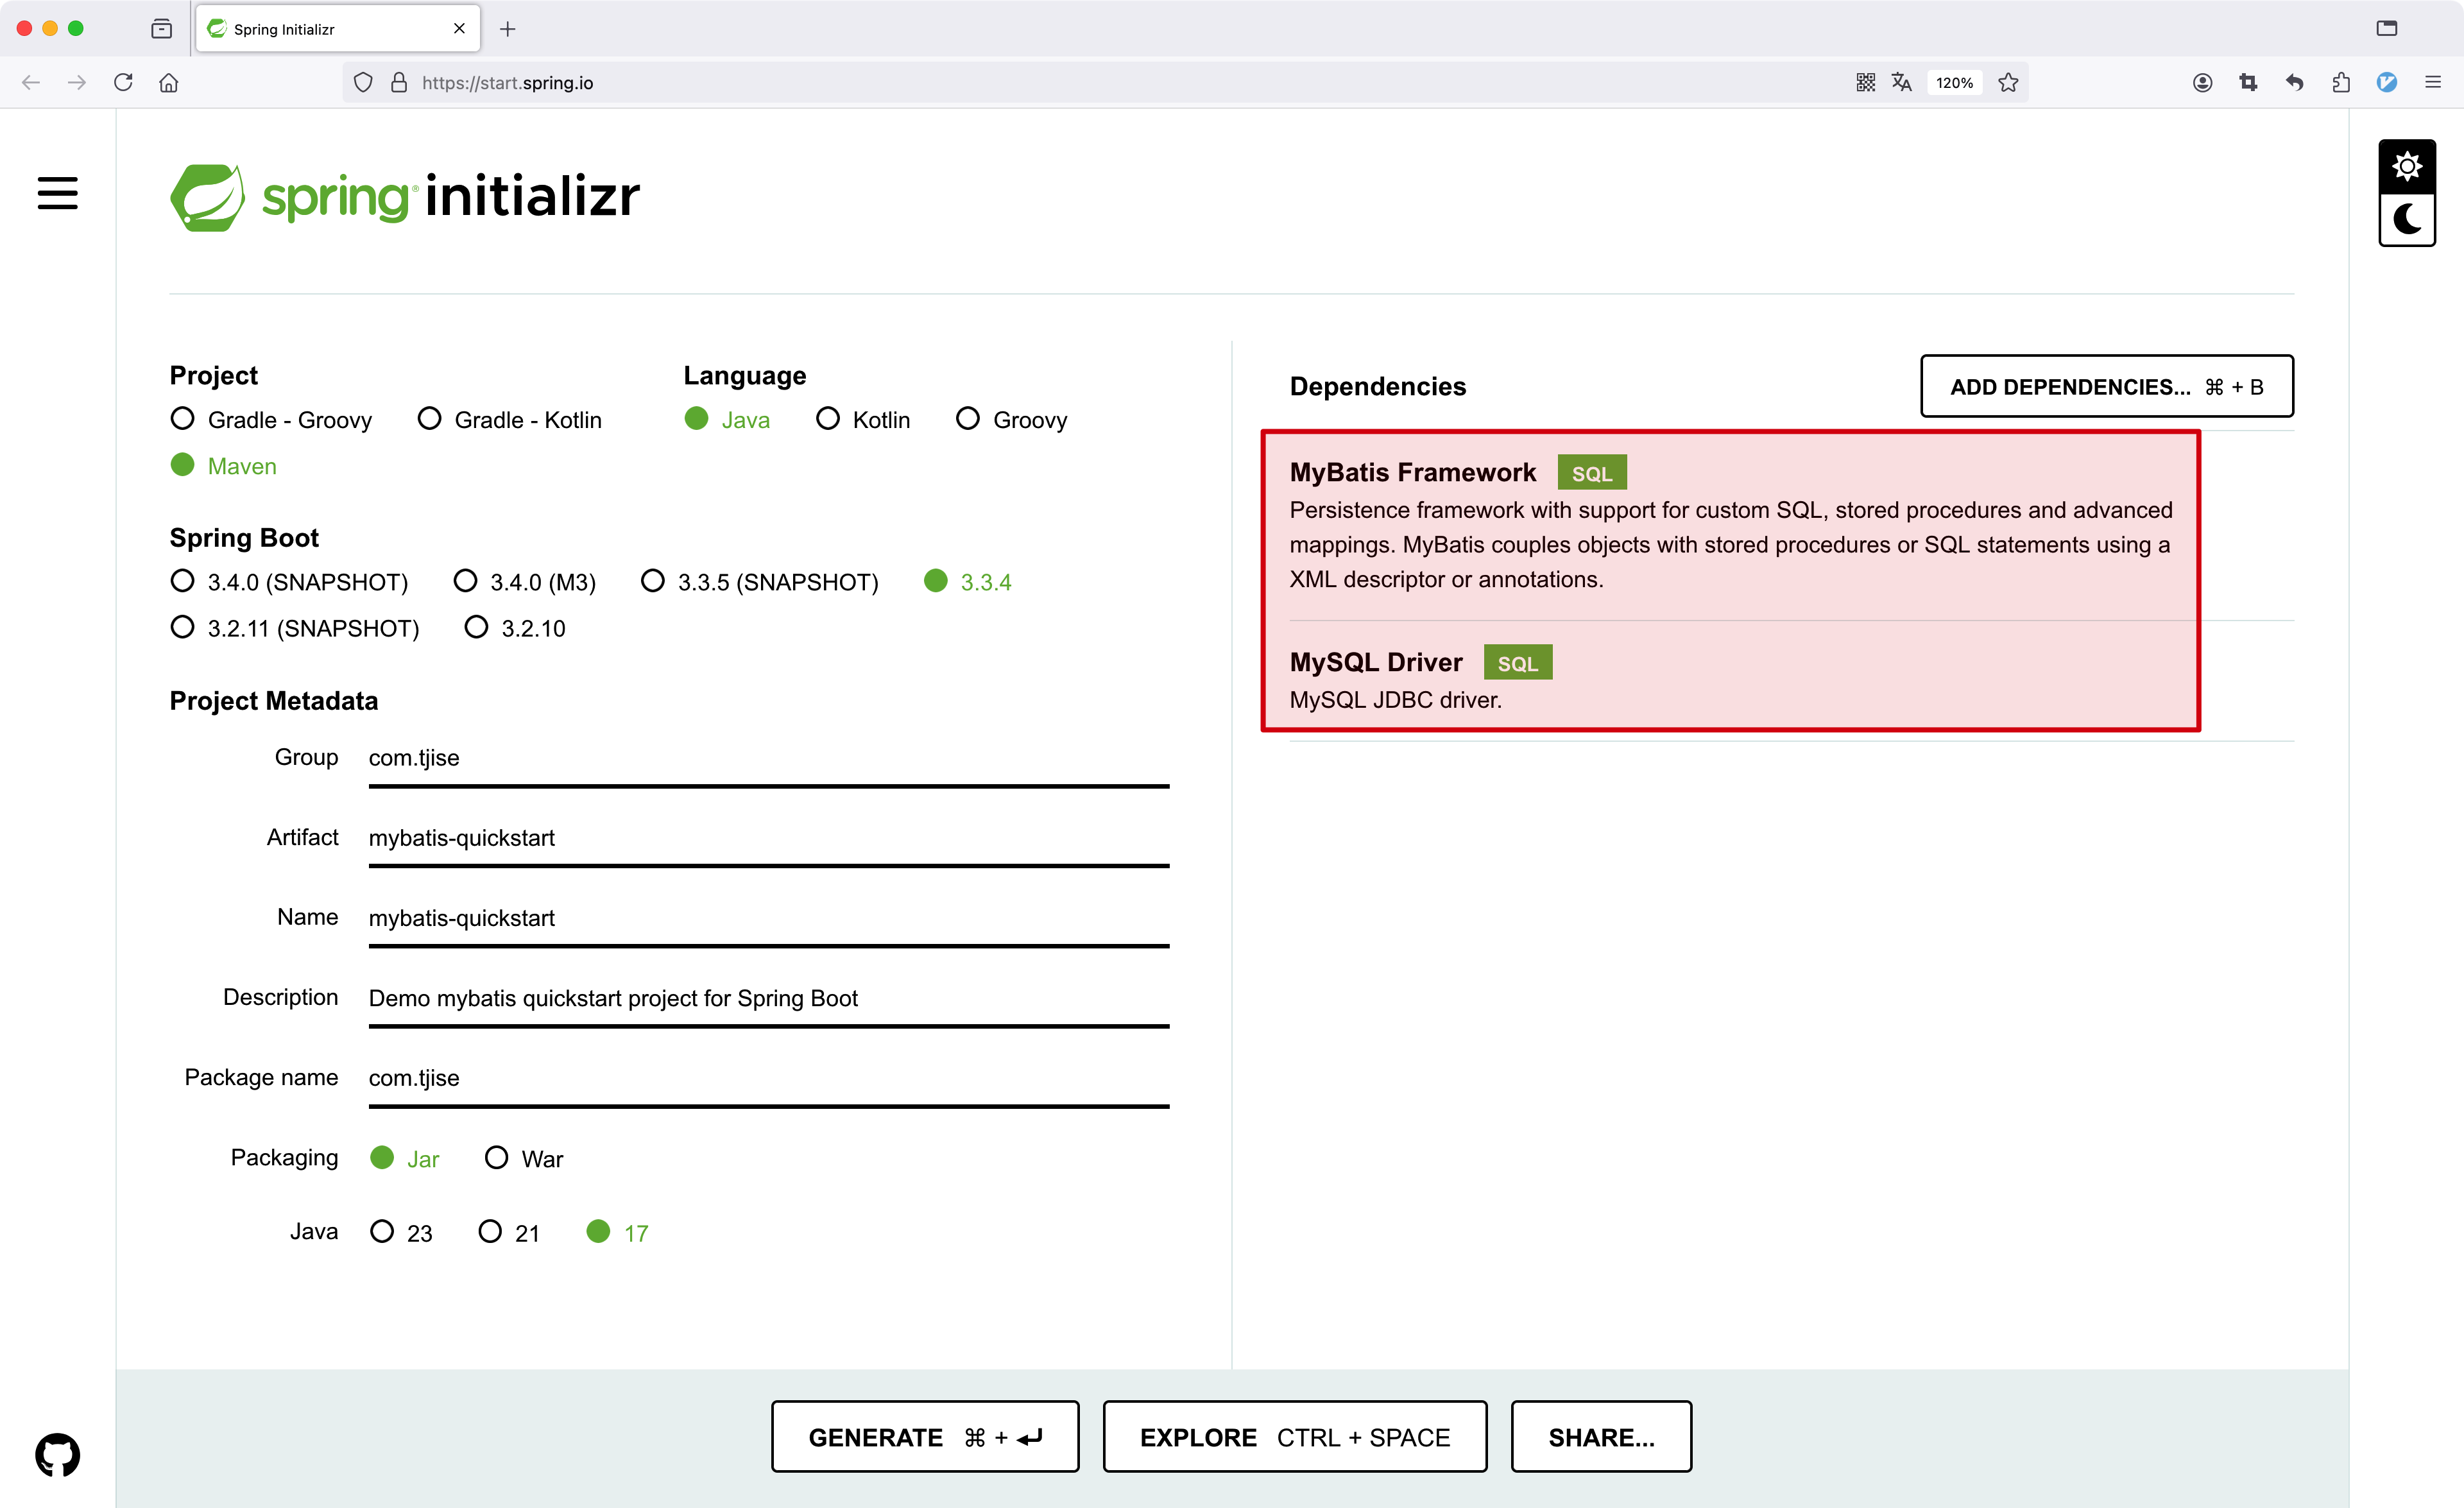 Spring Initializr
https://start.spring.io
120%
spring initializr
Project
Gradle - Groovy
Gradle - Kotlin
Maven
Language
Java
Kotlin
Groovy
Spring Boot
3.4.0 (SNAPSHOT)
3.4.0 (M3)
3.3.5 (SNAPSHOT)
3.3.4
3.2.11 (SNAPSHOT)
3.2.10
Project Metadata
Group
com.tjise
Artifact
mybatis-quickstart
Name
mybatis-quickstart
Description
Demo mybatis quickstart project for Spring Boot
Package name
com.tjise
Packaging
Jar
War
Java
23
21
17
Dependencies
ADD DEPENDENCIES... ⌘ + B
MyBatis Framework SQL
Persistence framework with support for custom SQL, stored procedures and advanced
mappings. MyBatis couples objects with stored procedures or SQL statements using a
XML descriptor or annotations.
MySQL Driver SQL
MySQL JDBC driver.
GENERATE ⌘ + ⏎
EXPLORE CTRL + SPACE
SHARE...